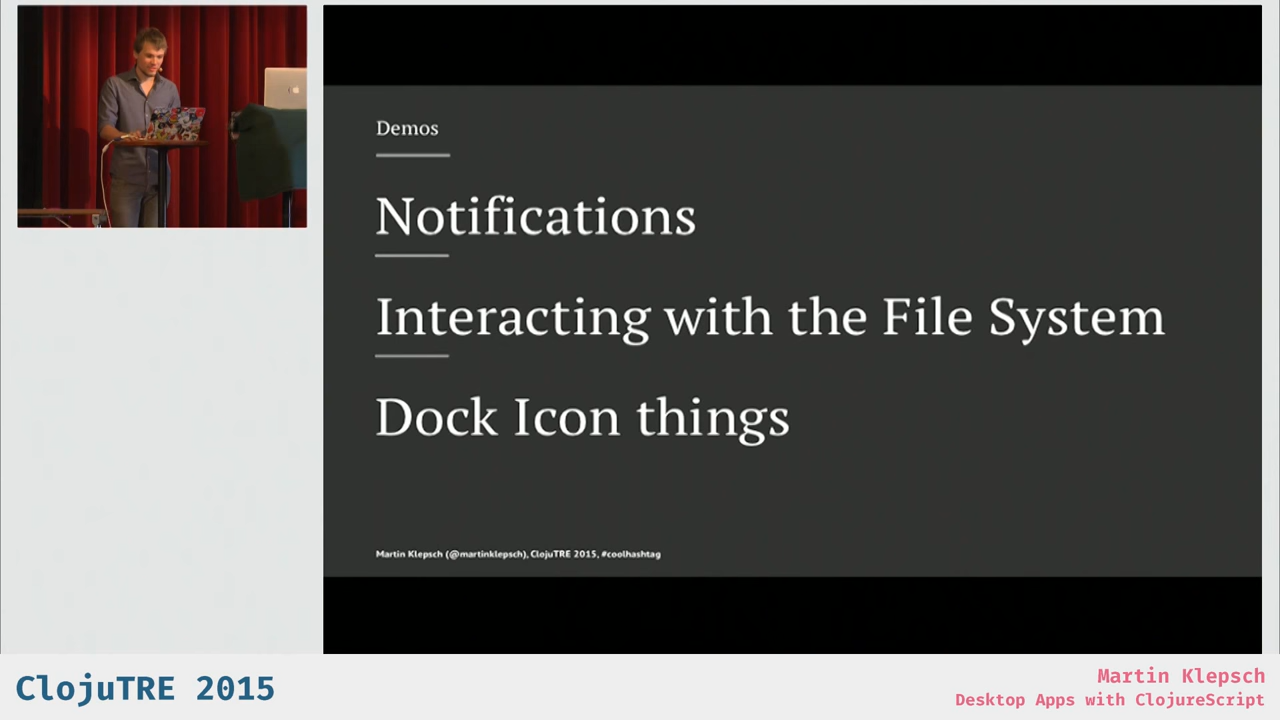 Demos
Notifications
Interacting with the File System
Dock Icon things
Martin Klepsch (@martinklepsch), ClojuTRE 2015, #coolhashtag
ClojuTRE 2015
Martin Klepsch
Desktop Apps with ClojureScript